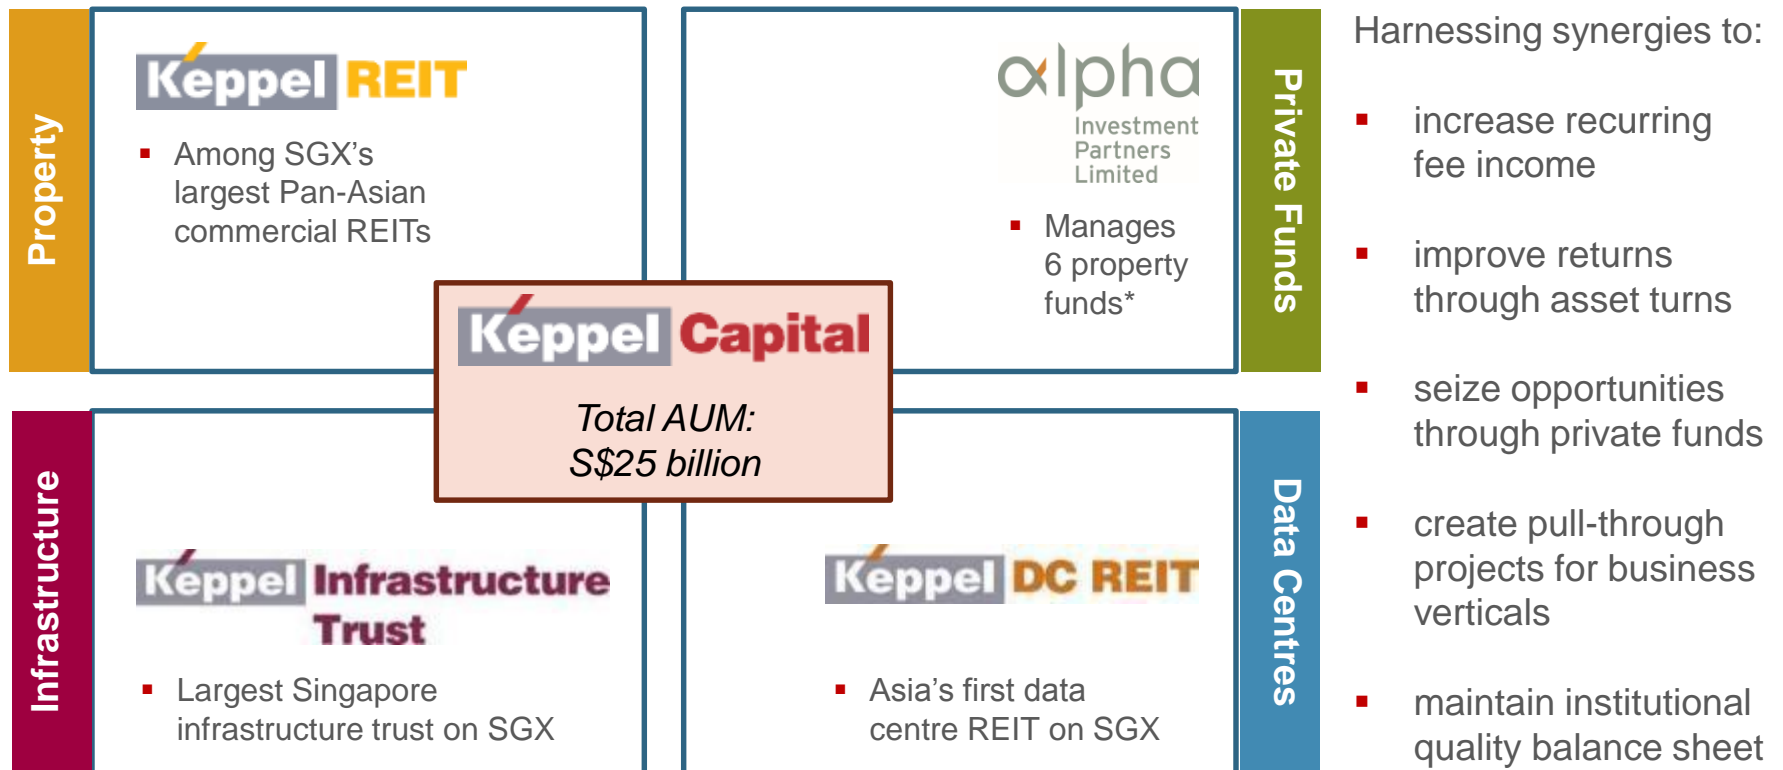 Property
Keppel REIT
▪ Among SGX’s
largest Pan-Asian
commercial REITs
alpha
Investment
Partners
Limited
▪ Manages
6 property
funds*
Private Funds
Keppel Capital
Total AUM:
S$25 billion
Infrastructure
Keppel Infrastructure
Trust
▪ Largest Singapore
infrastructure trust on SGX
Keppel DC REIT
▪ Asia’s first data
centre REIT on SGX
Data Centres
Harnessing synergies to:
▪ increase recurring
fee income
▪ improve returns
through asset turns
▪ seize opportunities
through private funds
▪ create pull-through
projects for business
verticals
▪ maintain institutional
quality balance sheet